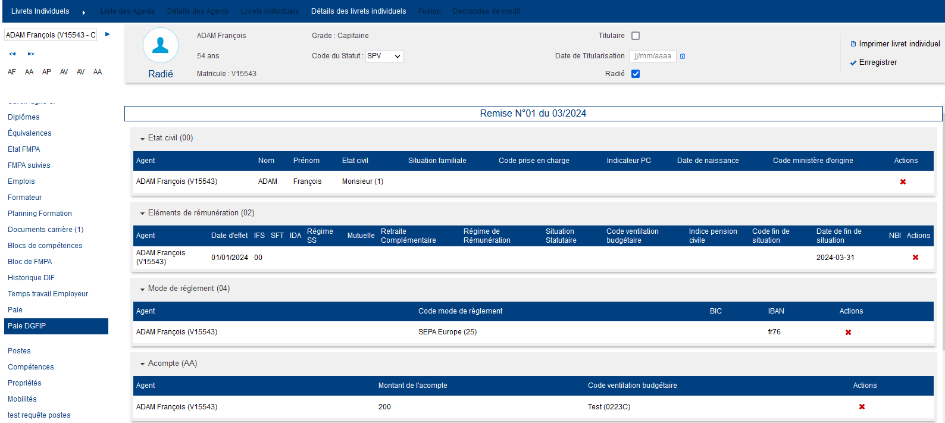 Livrets Individuels
Liste des Agents
Détails des Agents
Livrets Individuels
Détails des livrets individuels
Fusion
Demandes de modif.
ADAM François (V15543 - C
AF AA AP AV AV AA
Radié
ADAM François
54 ans
Matricule : V15543
Grade : Capitaine
Code du Statut : SPV
Titulaire
Date de Titularisation jj/mm/aaaa
Radié
Imprimer livret individuel
Enregistrer
Diplômes
Équivalences
Etat FMPA
FMPA suivies
Emplois
Formateur
Planning Formation
Documents carrière (1)
Blocs de compétences
Bloc de FMPA
Historique DIF
Temps travail Employeur
Paie
Paie DGFIP
Postes
Compétences
Propriétés
Mobilités
test requête postes
Remise N°01 du 03/2024
Etat civil (00)
Agent Nom Prénom Etat civil Situation familiale Code prise en charge Indicateur PC Date de naissance Code ministère d'origine Actions
ADAM François (V15543) ADAM François Monsieur (1)
Eléments de rémunération (02)
Agent Date d'effet IFS SFT IDA Régime SS Mutuelle Retraite Complémentaire Régime de Rémunération Situation Statutaire Code ventilation budgétaire Indice pension civile Code fin de situation Date de fin de situation NBI Actions
ADAM François (V15543) 01/01/2024 00 2024-03-31
Mode de règlement (04)
Agent Code mode de règlement BIC IBAN Actions
ADAM François (V15543) SEPA Europe (25) fr76
Acompte (AA)
Agent Montant de l'acompte Code ventilation budgétaire Actions
ADAM François (V15543) 200 Test (0223C)